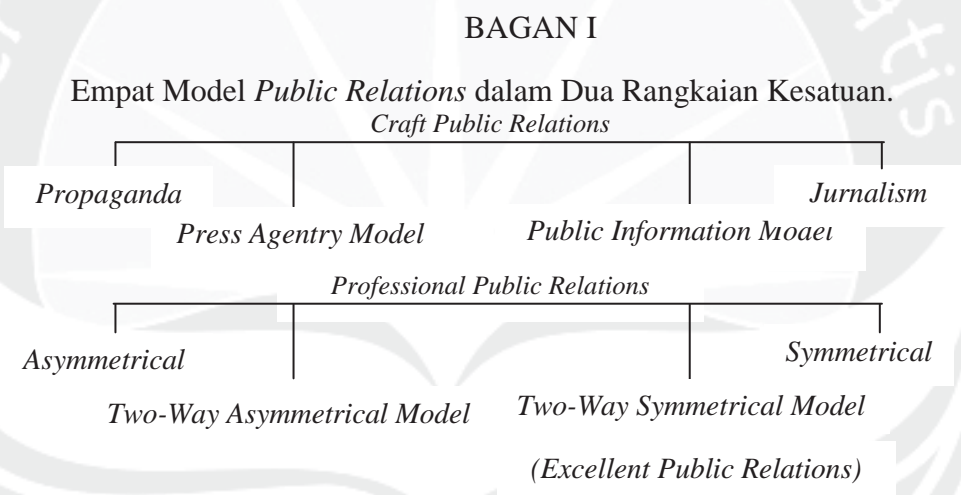 BAGAN I
Empat Model Public Relations dalam Dua Rangkaian Kesatuan.
Craft Public Relations
Propaganda
Jurnalism
Press Agentry Model
Public Information Model
Professional Public Relations
Asymmetrical
Symmetrical
Two-Way Asymmetrical Model
Two-Way Symmetrical Model
(Excellent Public Relations)